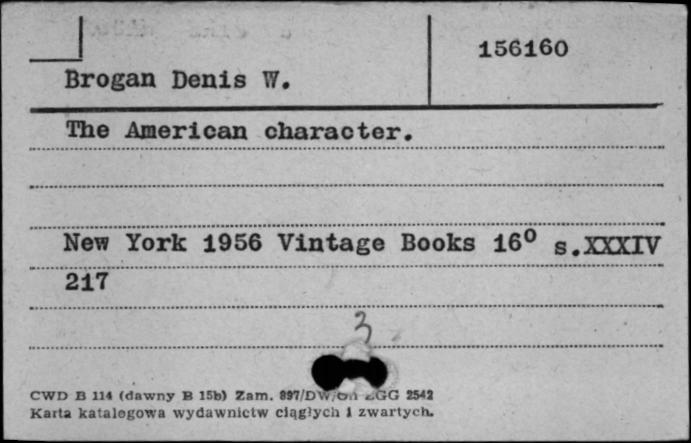 156160
Brogan Denis W.
The American character.
New York 1956 Vintage Books 16⁰ s.XXXIV
217
3
CWD B 114 (dawny B 15b) Zam. 897/DW/ GG 2542
Karta katalogowa wydawnictw ciągłych i zwartych.